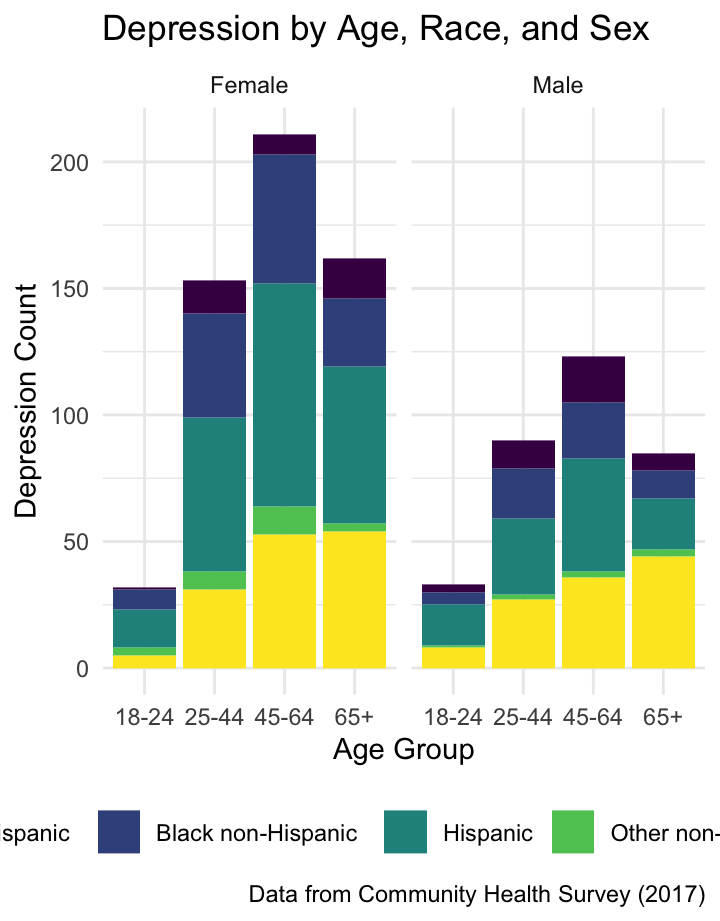 Depression by Age, Race, and Sex
Female Male
200
150
100
50
0
Depression Count
18-24 25-44 45-64 65+ 18-24 25-44 45-64 65+
Age Group
ispanic Black non-Hispanic Hispanic Other non-
Data from Community Health Survey (2017)